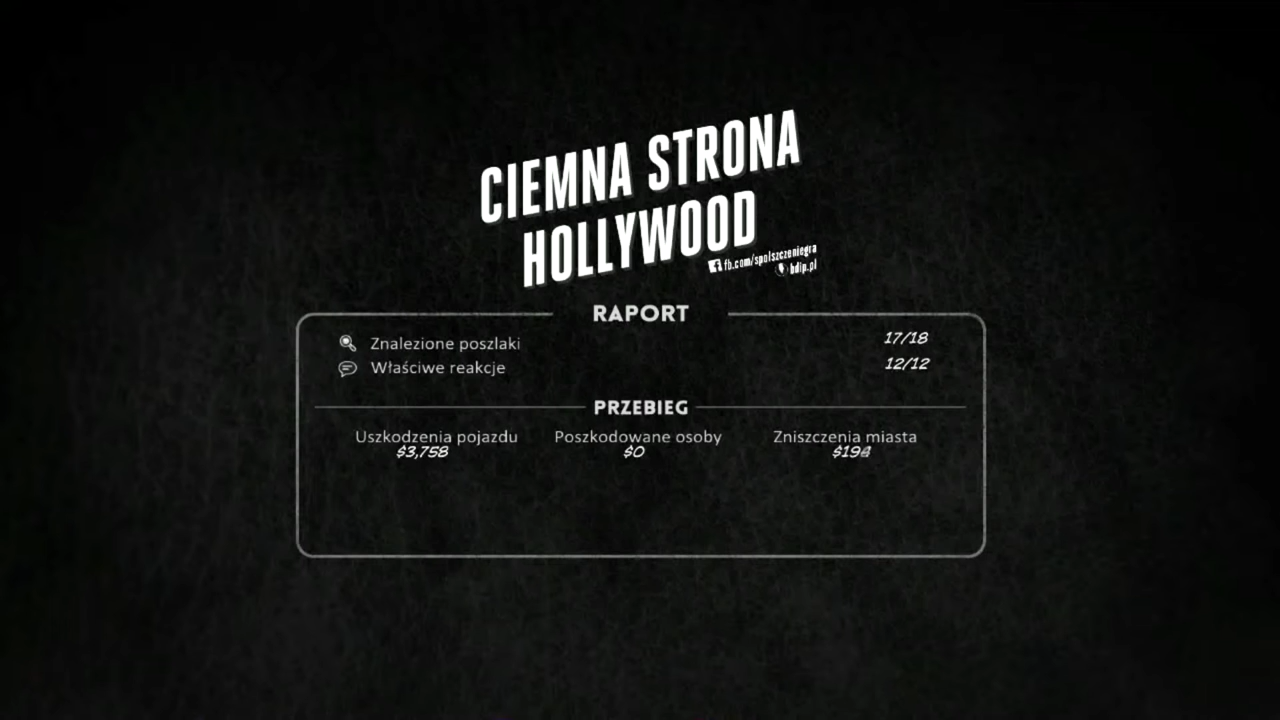 CIEMNA STRONA
HOLLYWOOD
fb.com/spolszczeniegra
bdip.pl
RAPORT
Znalezione poszlaki 17/18
Właściwe reakcje 12/12
PRZEBIEG
Uszkodzenia pojazdu Poszkodowane osoby Zniszczenia miasta
$3,758 $0